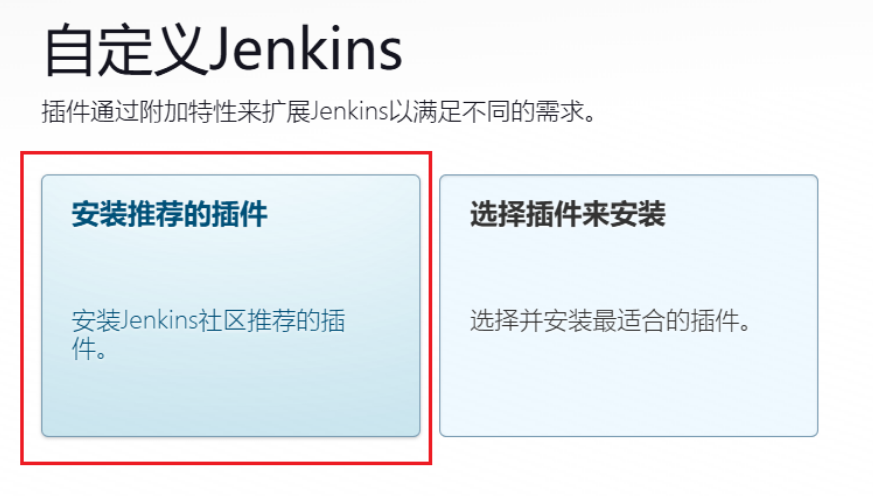 自定义Jenkins
插件通过附加特性来扩展Jenkins以满足不同的需求。
安装推荐的插件
安装Jenkins社区推荐的插
件。
选择插件来安装
选择并安装最适合的插件。